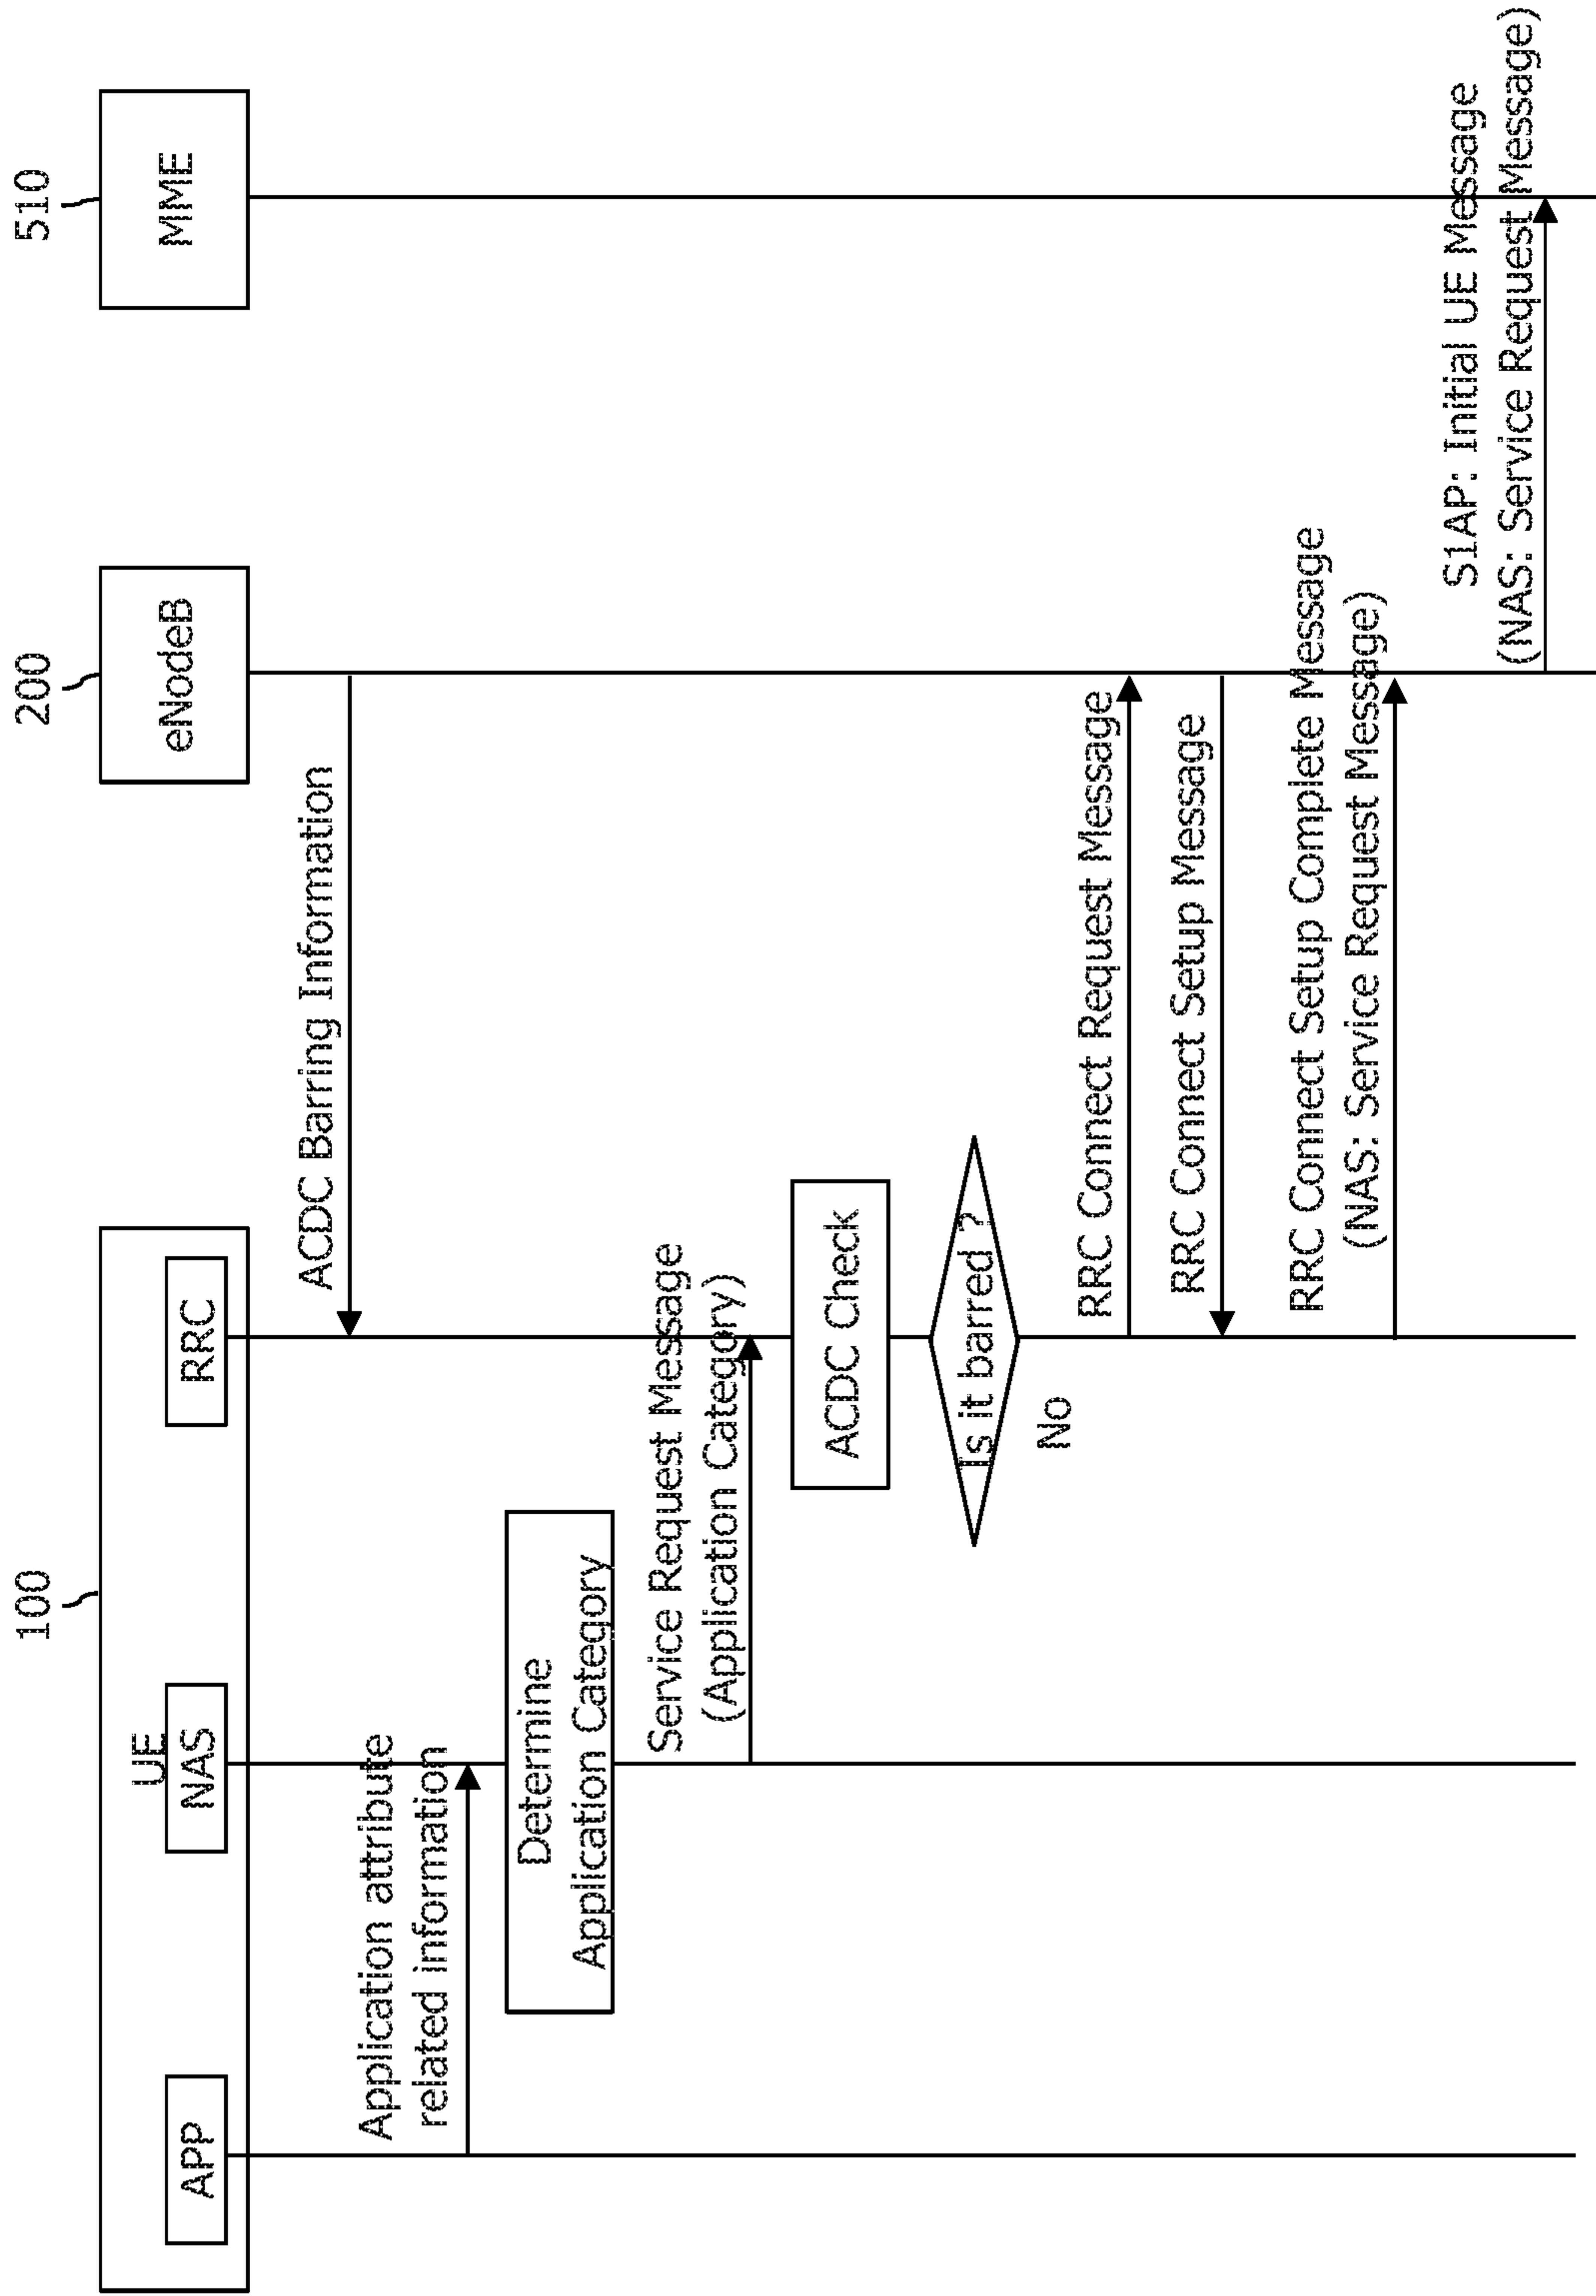 100
200
510
UE
APP
NAS
RRC
eNodeB
MME
ACDC Barring Information
Application attribute
related information
Determine
Application Category
Service Request Message
(Application Category)
ACDC Check
Is it barred ?
No
RRC Connect Request Message
RRC Connect Setup Message
RRC Connect Setup Complete Message
(NAS: Service Request Message)
S1AP: Initial UE Message
(NAS: Service Request Message)